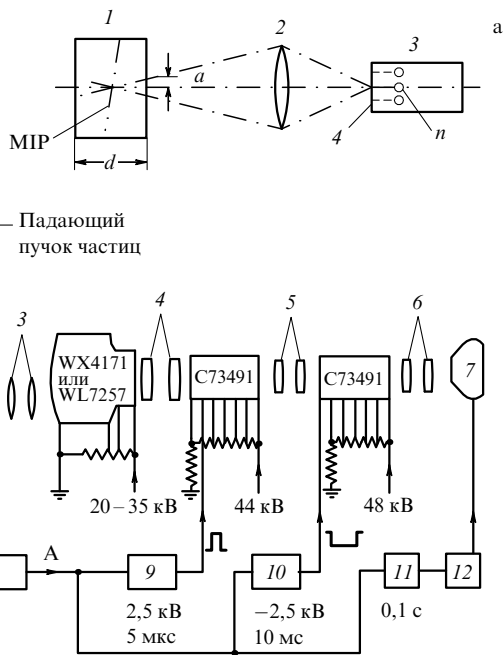 1
2
3
а
a
4
n
MIP
d
Падающий
пучок частиц
3
4
5
6
WX4171
или
WL7257
C73491
C73491
7
20–35 кВ
44 кВ
48 кВ
A
9
10
11
12
2,5 кВ
5 мкс
−2,5 кВ
10 мс
0,1 с